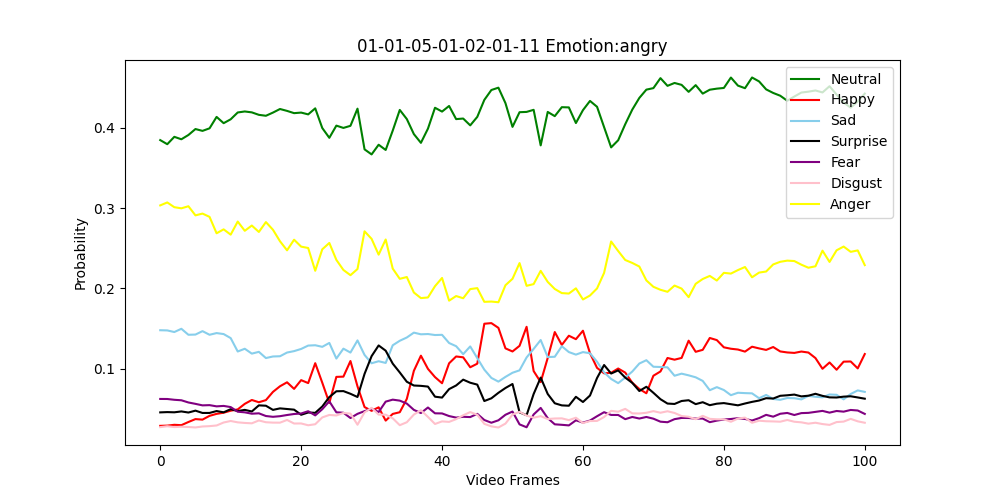 01-01-05-01-02-01-11 Emotion:angry
Neutral
Happy
Sad
Surprise
Fear
Disgust
Anger
Probability
0.4
0.3
0.2
0.1
0 20 40 60 80 100
Video Frames